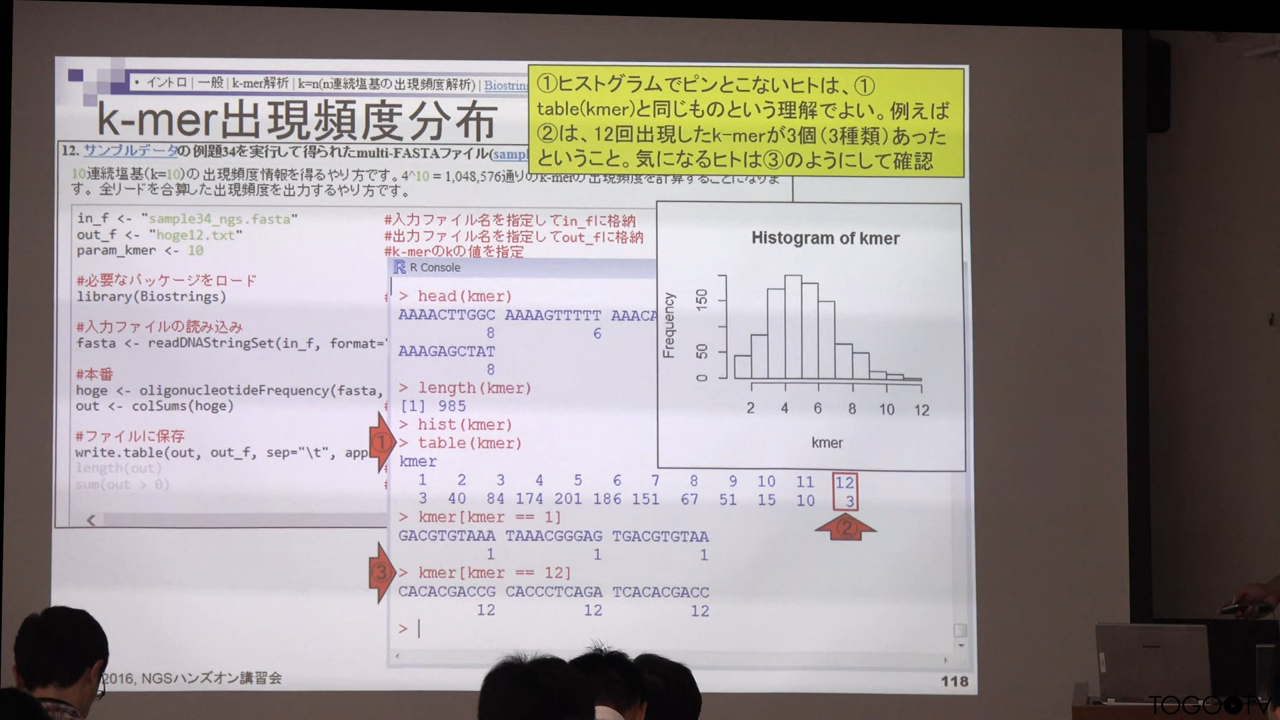 • イントロ | 一般 | k-mer解析 | k=n(n連続塩基の出現頻度解析) | Biostrin
k-mer出現頻度分布
①ヒストグラムでピンとこないヒトは、①
table(kmer)と同じものという理解でよい。例えば
②は、12回出現したk-merが3個(3種類)あった
ということ。気になるヒトは③のようにして確認
12. サンプルデータの例題34を実行して得られたmulti-FASTAファイル(samp
10連続塩基(k=10)の出現頻度情報を得るやり方です。4^10 = 1,048,576通りのk-merの出現頻度を計算することになりま
す。全リードを合算した出現頻度を出力するやり方です。
in_f <- "sample34_ngs.fasta" #入力ファイル名を指定してin_fに格納
out_f <- "hoge12.txt" #出力ファイル名を指定してout_fに格納
param_kmer <- 10 #k-merのkの値を指定
#必要なパッケージをロード
library(Biostrings) #
#入力ファイルの読み込み
fasta <- readDNAStringSet(in_f, format="
#本番
hoge <- oligonucleotideFrequency(fasta,
out <- colSums(hoge) #
#ファイルに保存
write.table(out, out_f, sep="\t", app
length(out) #
sum(out > 0) #
R Console
> head(kmer)
AAAACTTGGC AAAAGTTTTT AAACA
8 6
AAAGAGCTAT
8
> length(kmer)
[1] 985
> hist(kmer)
① > table(kmer)
kmer
1 2 3 4 5 6 7 8 9 10 11 12
3 40 84 174 201 186 151 67 51 15 10 3
②
> kmer[kmer == 1]
GACGTGTAAA TAAACGGGAG TGACGTGTAA
1 1 1
③ > kmer[kmer == 12]
CACACGACCG CACCCTCAGA TCACACGACC
12 12 12
>
Histogram of kmer
Frequency
0 50 150
2 4 6 8 10 12
kmer
2016, NGSハンズオン講習会
118
TOGOTV